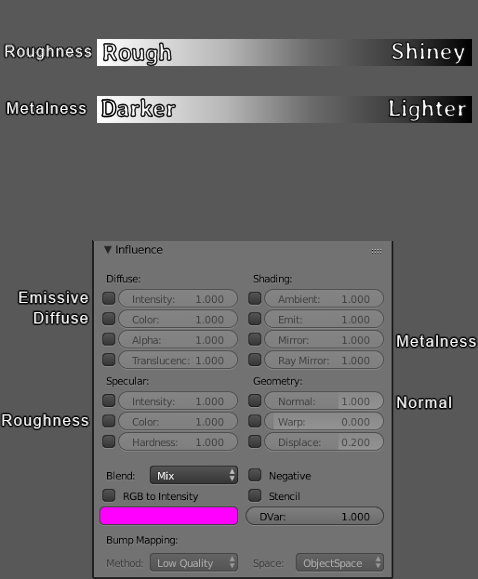 Roughness Rough Shiney
Metalness Darker Lighter
Influence
Diffuse: Shading:
Emissive Intensity: 1.000 Ambient: 1.000
Diffuse Color: 1.000 Emit: 1.000
Alpha: 1.000 Mirror: 1.000 Metalness
Translucenc: 1.000 Ray Mirror: 1.000
Specular: Geometry:
Intensity: 1.000 Normal: 1.000 Normal
Roughness Color: 1.000 Warp: 0.000
Hardness: 1.000 Displace: 0.200
Blend: Mix Negative
RGB to Intensity Stencil
DVar: 1.000
Bump Mapping:
Method: Low Quality Space: ObjectSpace